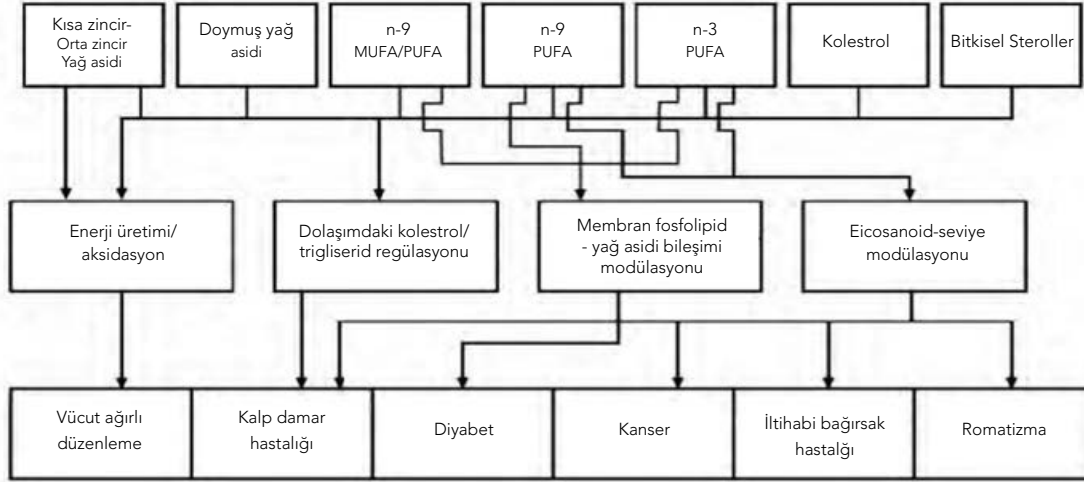 Kısa zincir-
Orta zincir
Yağ asidi
Doymuş yağ
asidi
n-9
MUFA/PUFA
n-9
PUFA
n-3
PUFA
Kolestrol
Bitkisel Steroller
Enerji üretimi/
aksidasyon
Dolaşımdaki kolestrol/
trigliserid regülasyonu
Membran fosfolipid
- yağ asidi bileşimi
modülasyonu
Eicosanoid-seviye
modülasyonu
Vücut ağırlı
düzenleme
Kalp damar
hastalığı
Diyabet
Kanser
İltihabi bağırsak
hastalğı
Romatizma